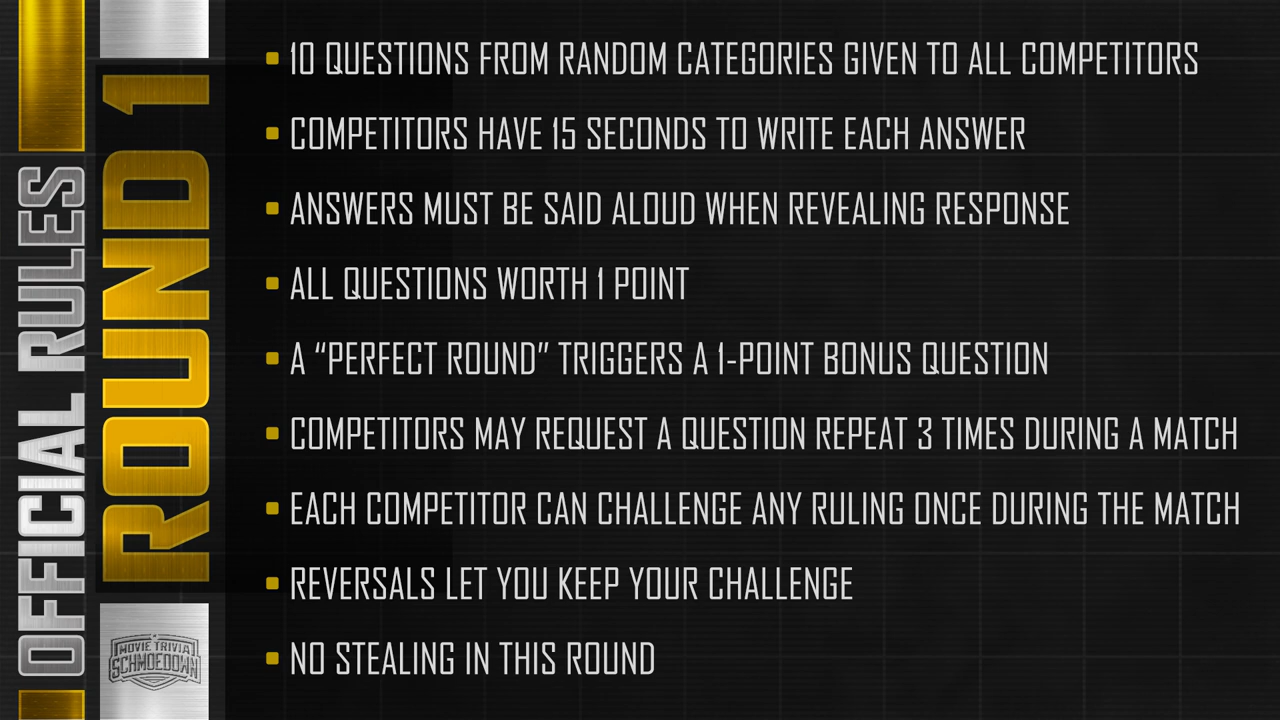 OFFICIAL RULES
ROUND 1
10 QUESTIONS FROM RANDOM CATEGORIES GIVEN TO ALL COMPETITORS
COMPETITORS HAVE 15 SECONDS TO WRITE EACH ANSWER
ANSWERS MUST BE SAID ALOUD WHEN REVEALING RESPONSE
ALL QUESTIONS WORTH 1 POINT
A “PERFECT ROUND” TRIGGERS A 1-POINT BONUS QUESTION
COMPETITORS MAY REQUEST A QUESTION REPEAT 3 TIMES DURING A MATCH
EACH COMPETITOR CAN CHALLENGE ANY RULING ONCE DURING THE MATCH
REVERSALS LET YOU KEEP YOUR CHALLENGE
NO STEALING IN THIS ROUND
MOVIE TRIVIA
SCHMOEDOWN